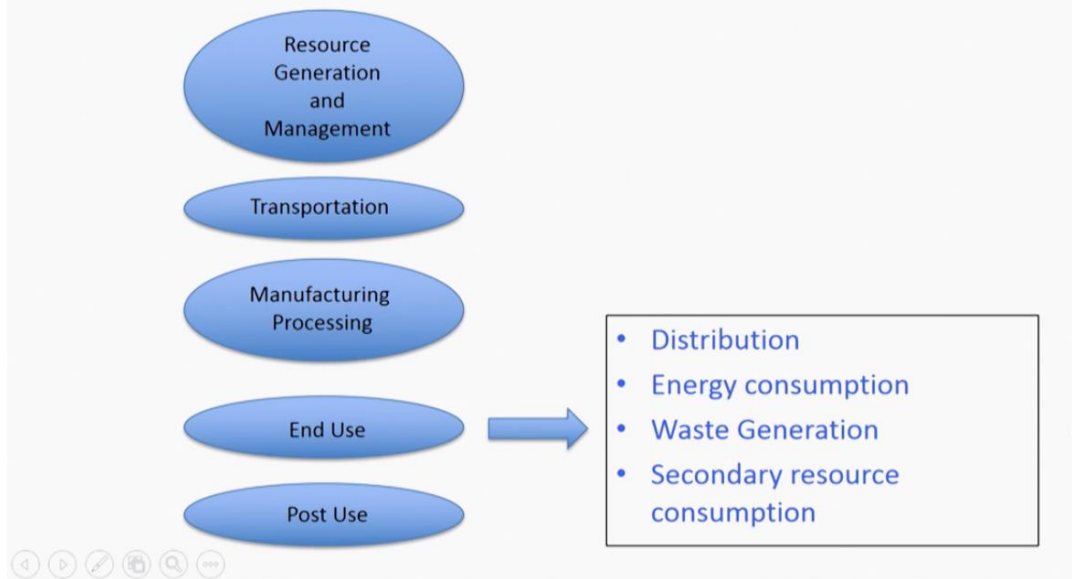 Resource
Generation
and
Management
Transportation
Manufacturing
Processing
End Use
Post Use
• Distribution
• Energy consumption
• Waste Generation
• Secondary resource
consumption